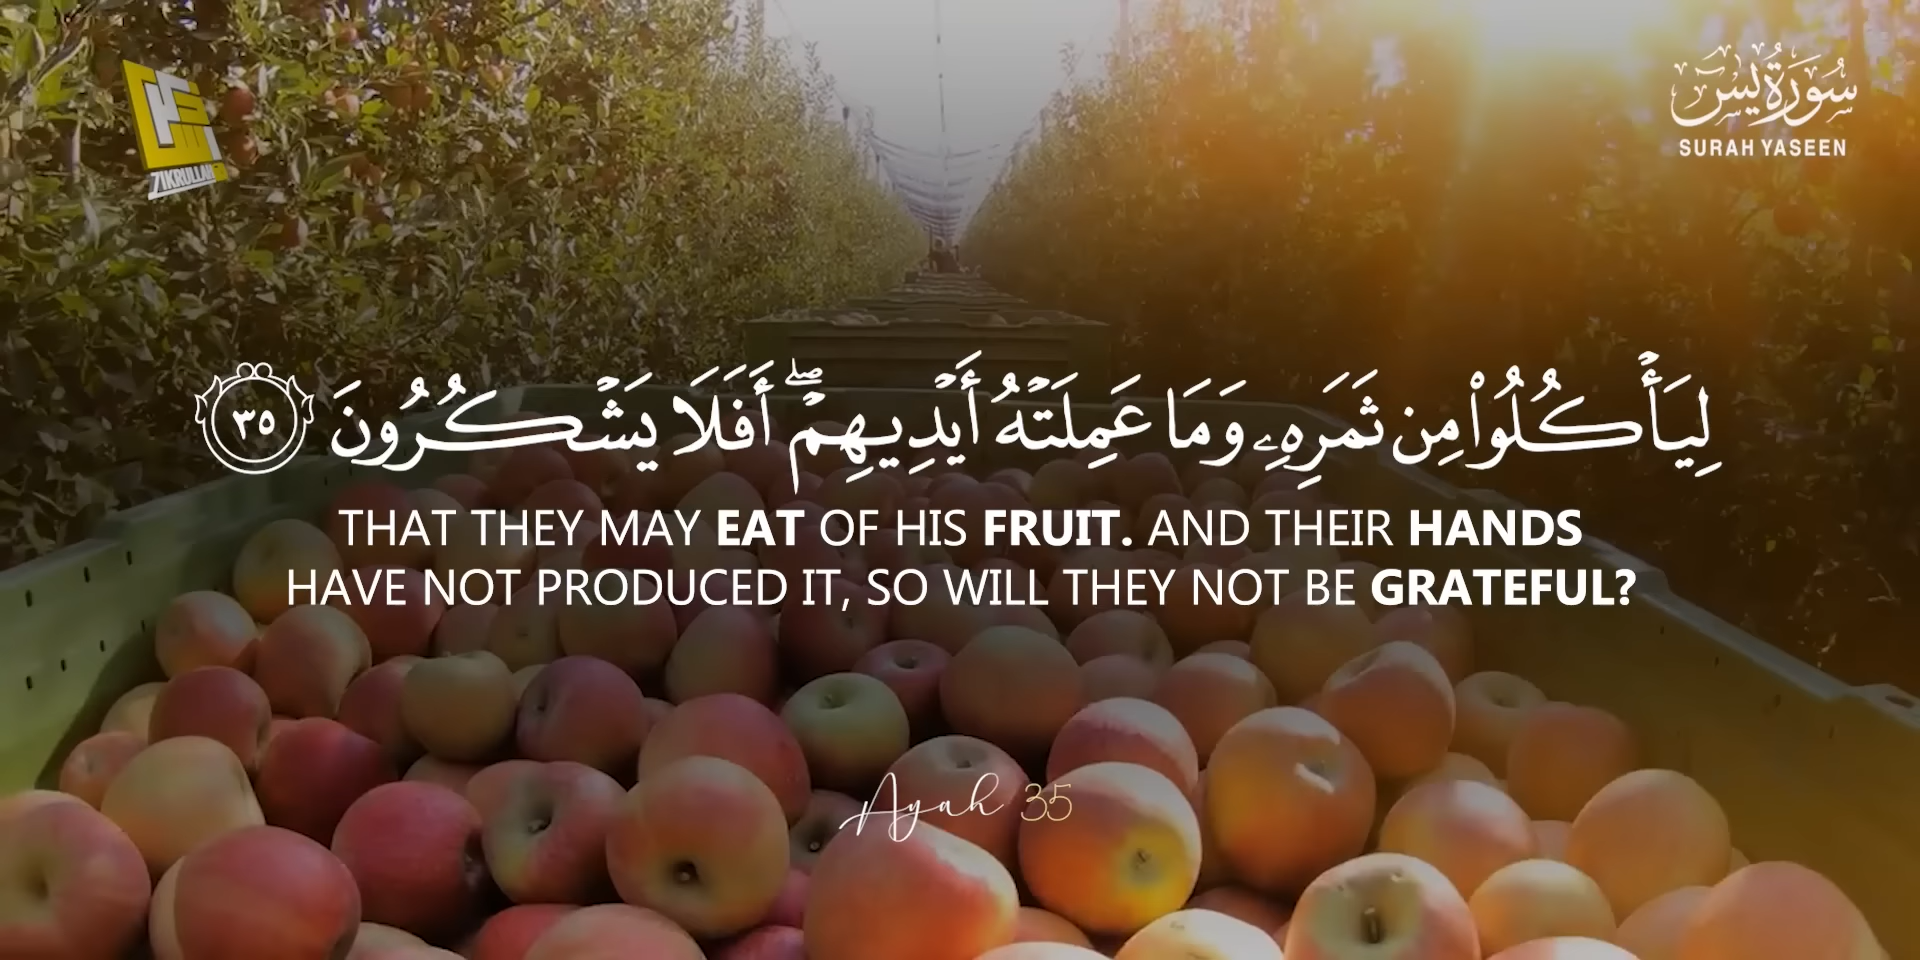 ZIKRULLAH
سُورَةُ يس
SURAH YASEEN
لِيَأْكُلُوا۟ مِن ثَمَرِهِۦ وَمَا عَمِلَتْهُ أَيْدِيهِمْ ۖ أَفَلَا يَشْكُرُونَ ٣٥
THAT THEY MAY EAT OF HIS FRUIT. AND THEIR HANDS
HAVE NOT PRODUCED IT, SO WILL THEY NOT BE GRATEFUL?
Ayah 35